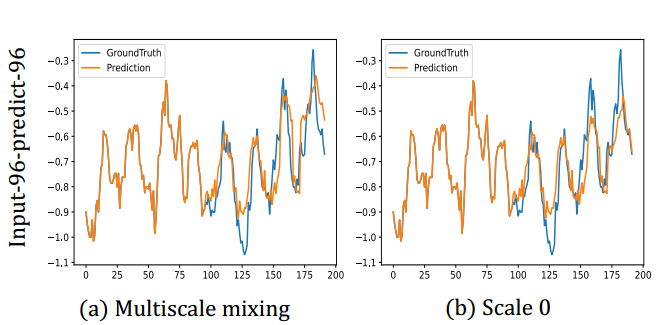 Input-96-predict-96
GroundTruth
Prediction
−0.3
−0.4
−0.5
−0.6
−0.7
−0.8
−0.9
−1.0
−1.1
0 25 50 75 100 125 150 175 200
(a) Multiscale mixing
GroundTruth
Prediction
−0.3
−0.4
−0.5
−0.6
−0.7
−0.8
−0.9
−1.0
−1.1
0 25 50 75 100 125 150 175 200
(b) Scale 0